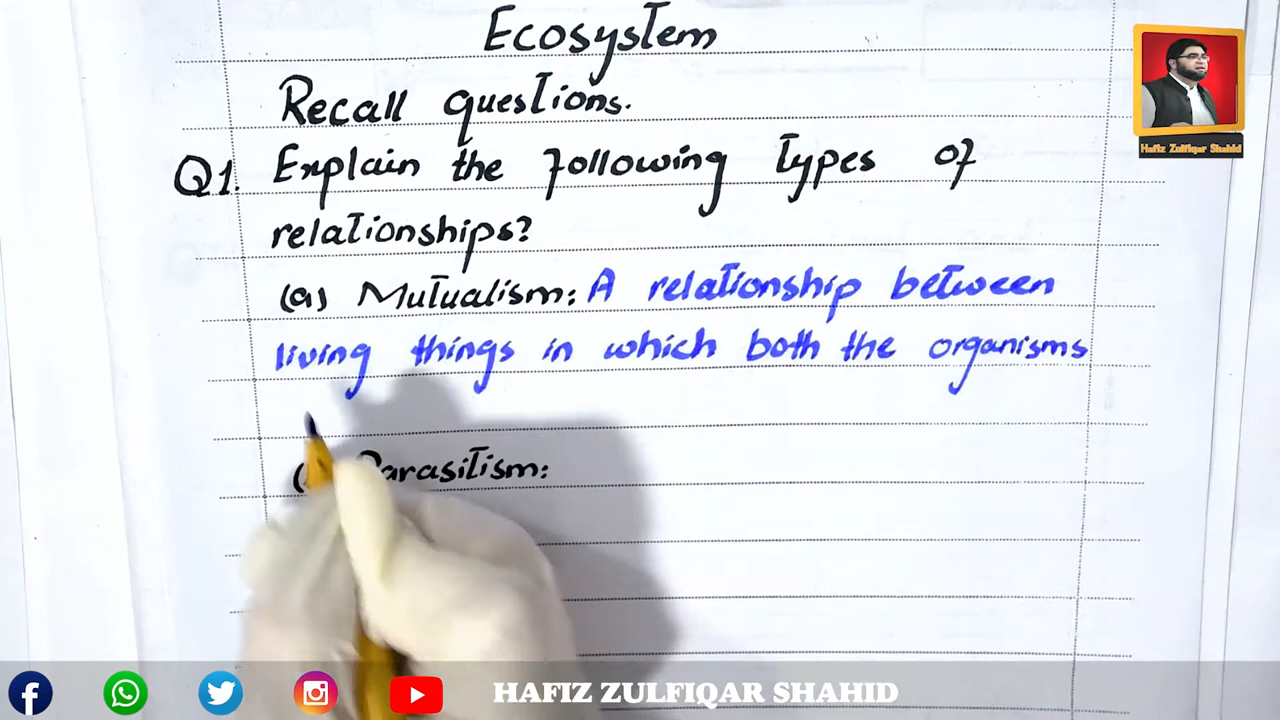 Ecosystem
Recall questions.
Q1. Explain the following types of
relationships?
(a) Mutualism: A relationship between
living things in which both the organisms
Parasitism:
Hafiz Zulfiqar Shahid
HAFIZ ZULFIQAR SHAHID